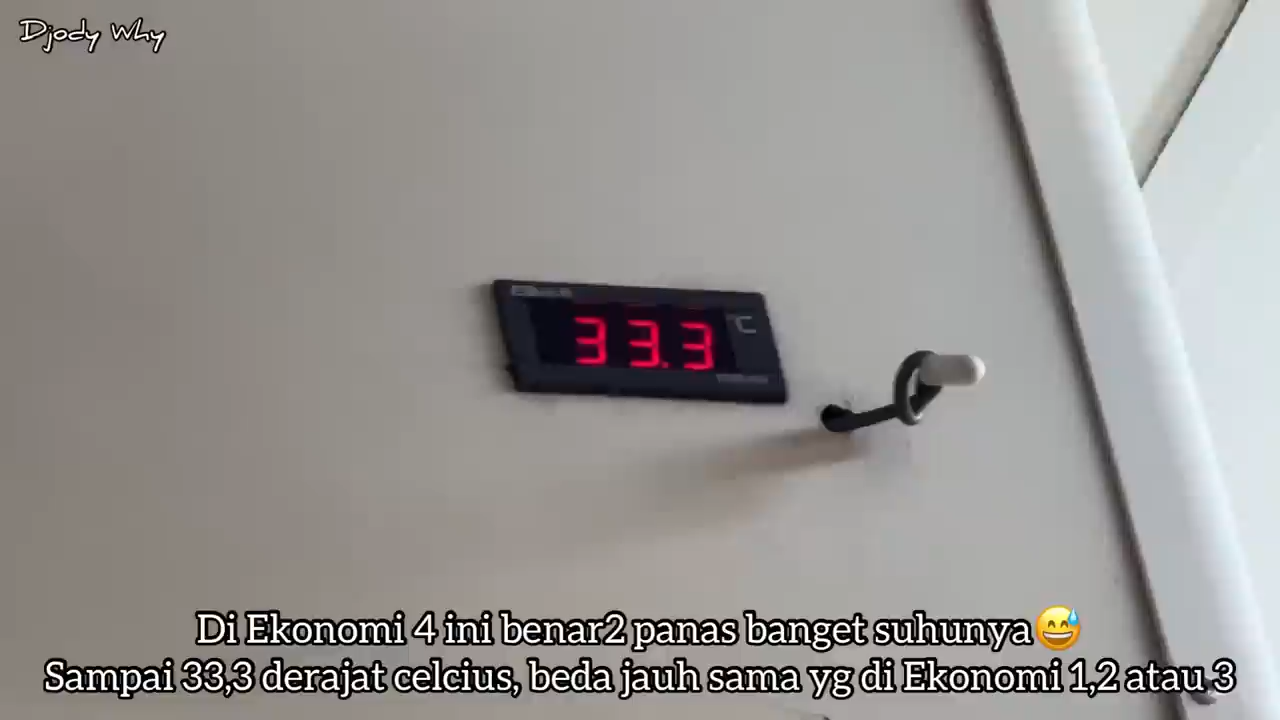 Djody Why
33.3
°C
Di Ekonomi 4 ini benar2 panas banget suhunya😅
Sampai 33,3 derajat celcius, beda jauh sama yg di Ekonomi 1,2 atau 3